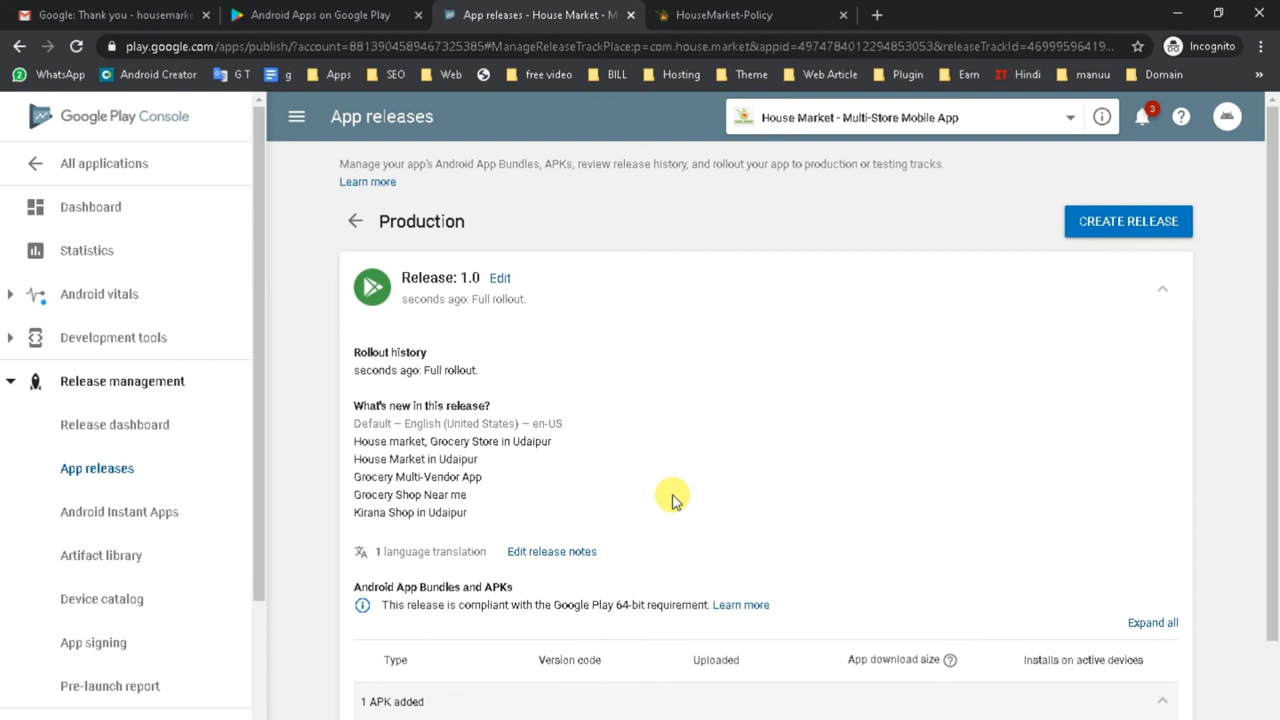 Google: Thank you - housemarke
Android Apps on Google Play
App releases - House Market - M
HouseMarket-Policy
play.google.com/apps/publish/?account=8813904589467325385#ManageReleaseTrackPlace:p=com.house.market&appid=4974784012294853053&releaseTrackId=46999596419...
Incognito
WhatsApp
Android Creator
G T
g
Apps
SEO
Web
free video
BILL
Hosting
Theme
Web Article
Plugin
Earn
IT Hindi
manuu
Domain
»
Google Play Console
App releases
House Market - Multi-Store Mobile App
3
All applications
Dashboard
Statistics
Android vitals
Development tools
Release management
Release dashboard
App releases
Android Instant Apps
Artifact library
Device catalog
App signing
Pre-launch report
Manage your app's Android App Bundles, APKs, review release history, and rollout your app to production or testing tracks.
Learn more
Production
CREATE RELEASE
Release: 1.0 Edit
seconds ago: Full rollout.
Rollout history
seconds ago: Full rollout.
What's new in this release?
Default – English (United States) – en-US
House market, Grocery Store in Udaipur
House Market in Udaipur
Grocery Multi-Vendor App
Grocery Shop Near me
Kirana Shop in Udaipur
1 language translation Edit release notes
Android App Bundles and APKs
This release is compliant with the Google Play 64-bit requirement. Learn more
Expand all
Type Version code Uploaded App download size Installs on active devices
1 APK added